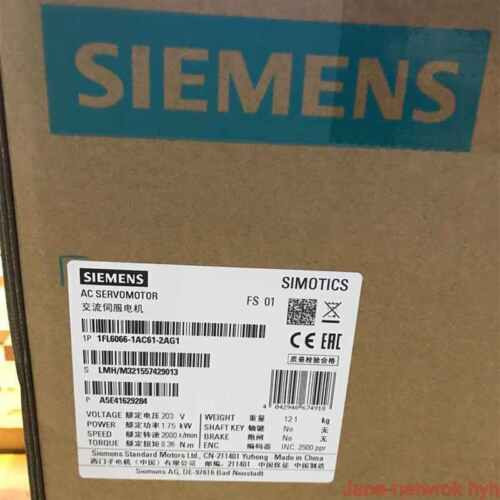 SIEMENS
SIEMENS
SIMOTICS
AC SERVOMOTOR
FS 01
交流伺服电机
1P 1FL6066-1AC61-2AG1
S LMH/M321557429013
质量检验合格
P A5E41629284
4 042948 674918
VOLTAGE 额定电压 203 V WEIGHT 重量 12.1 kg
POWER 额定功率 1.75 kW SHAFT KEY 轴键 No 无
SPEED 额定转速 2000 r/min BRAKE 抱闸 No 无
TORQUE 额定扭矩 8.36 N m ENCODER 编码器 INC. 2500 ppr
Siemens Standard Motors Ltd. CN-211401 Yizheng Made in China
西门子电机（中国）有限公司 邮编 211401 中国仪征 中国制造
Siemens AG, DE-97616 Bad Neustadt